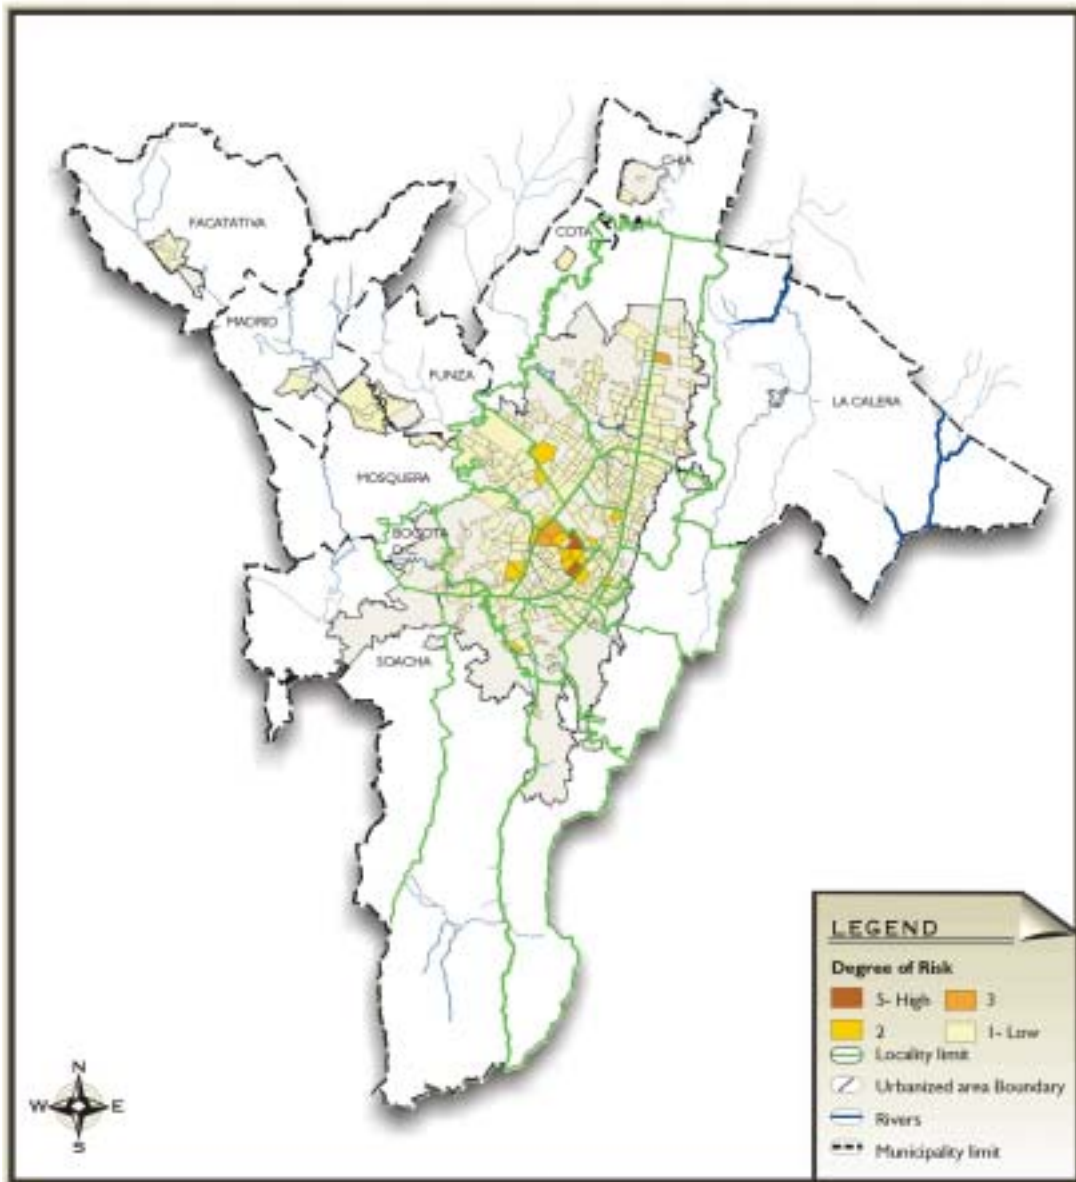 CHIA
FACATATIVA
COTA
MADRID
FUNZA
LA CALERA
MOSQUERA
BOGOTA
D.C.
SOACHA
LEGEND
Degree of Risk
5- High 3
2 1- Low
Locality limit
Urbanized area Boundary
Rivers
Municipality limit
N
W E
S